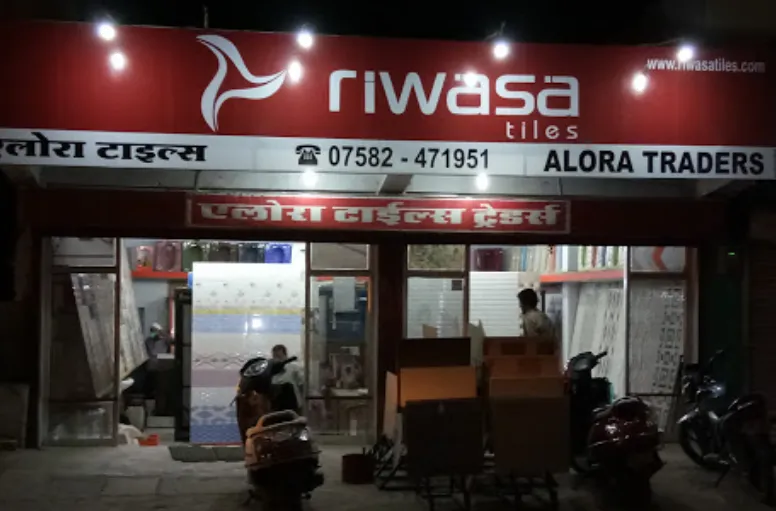 www.riwasatiles.com
riwasa
tiles
एलोरा टाइल्स ☎ 07582 - 471951 ALORA TRADERS
एलोरा टाईल्स ट्रेडर्स